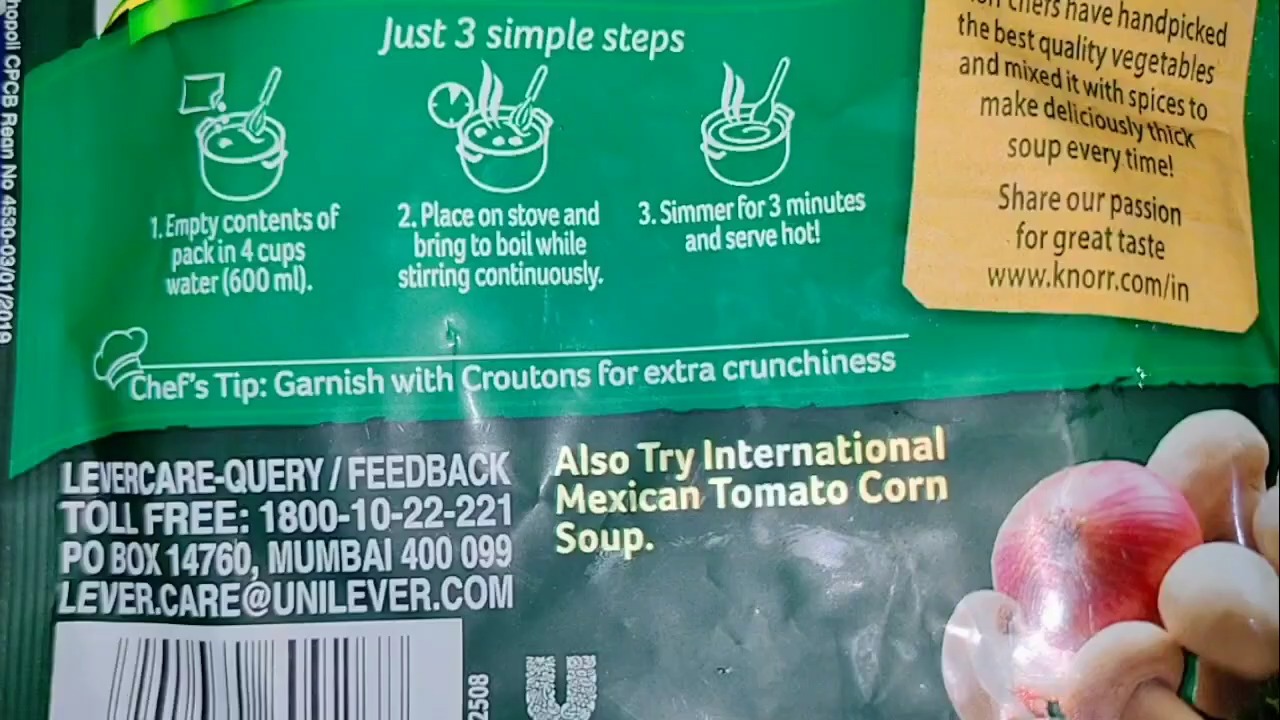 Just 3 simple steps
1. Empty contents of
pack in 4 cups
water (600 ml).
2. Place on stove and
bring to boil while
stirring continuously.
3. Simmer for 3 minutes
and serve hot!
Chef's Tip: Garnish with Croutons for extra crunchiness
have handpicked
the best quality vegetables
and mixed it with spices to
make deliciously thick
soup every time!
Share our passion
for great taste
www.knorr.com/in
LEVERCARE-QUERY / FEEDBACK
TOLL FREE: 1800-10-22-221
PO BOX 14760, MUMBAI 400 099
LEVER.CARE@UNILEVER.COM
Also Try International
Mexican Tomato Corn
Soup.
CPCB Regn No 4530-03/01/2019
2508